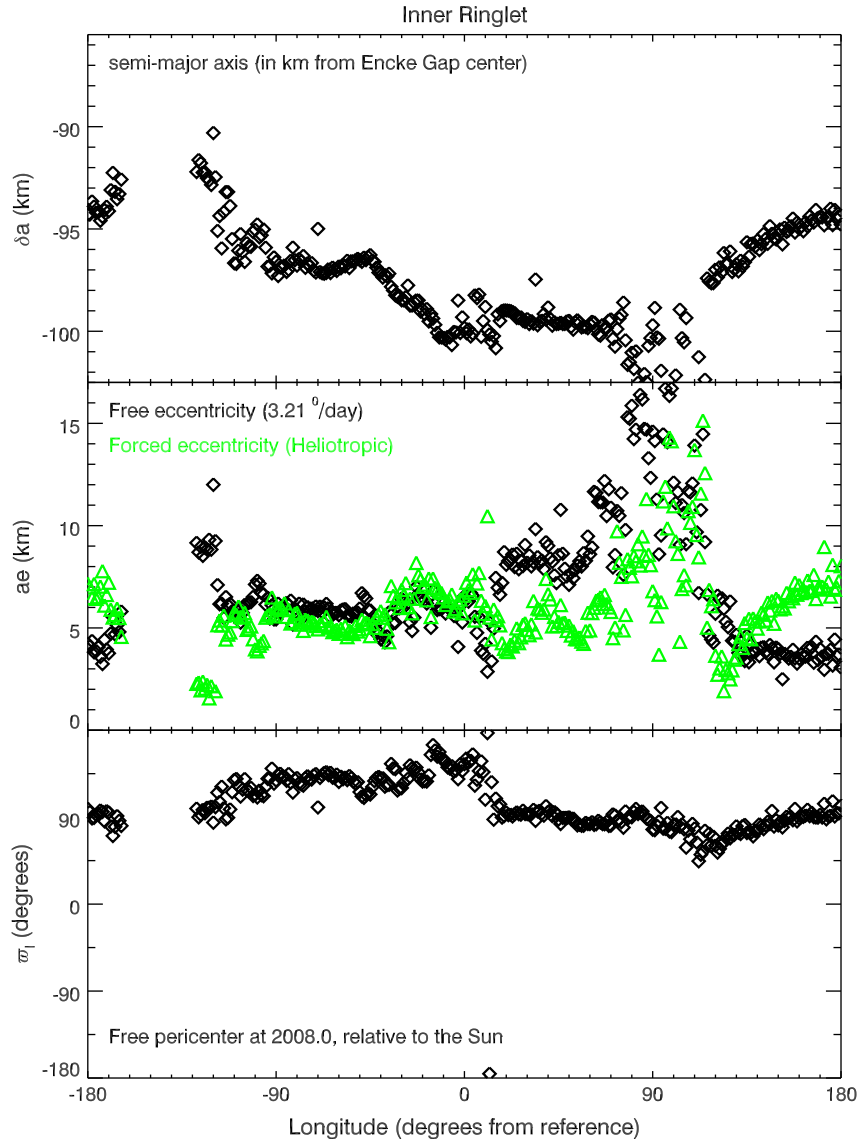 Inner Ringlet
semi-major axis (in km from Encke Gap center)
-90
-95
-100
δa (km)
Free eccentricity (3.21 °/day)
Forced eccentricity (Heliotropic)
15
10
5
0
ae (km)
90
0
-90
-180
ϖ_l (degrees)
Free pericenter at 2008.0, relative to the Sun
-180 -90 0 90 180
Longitude (degrees from reference)